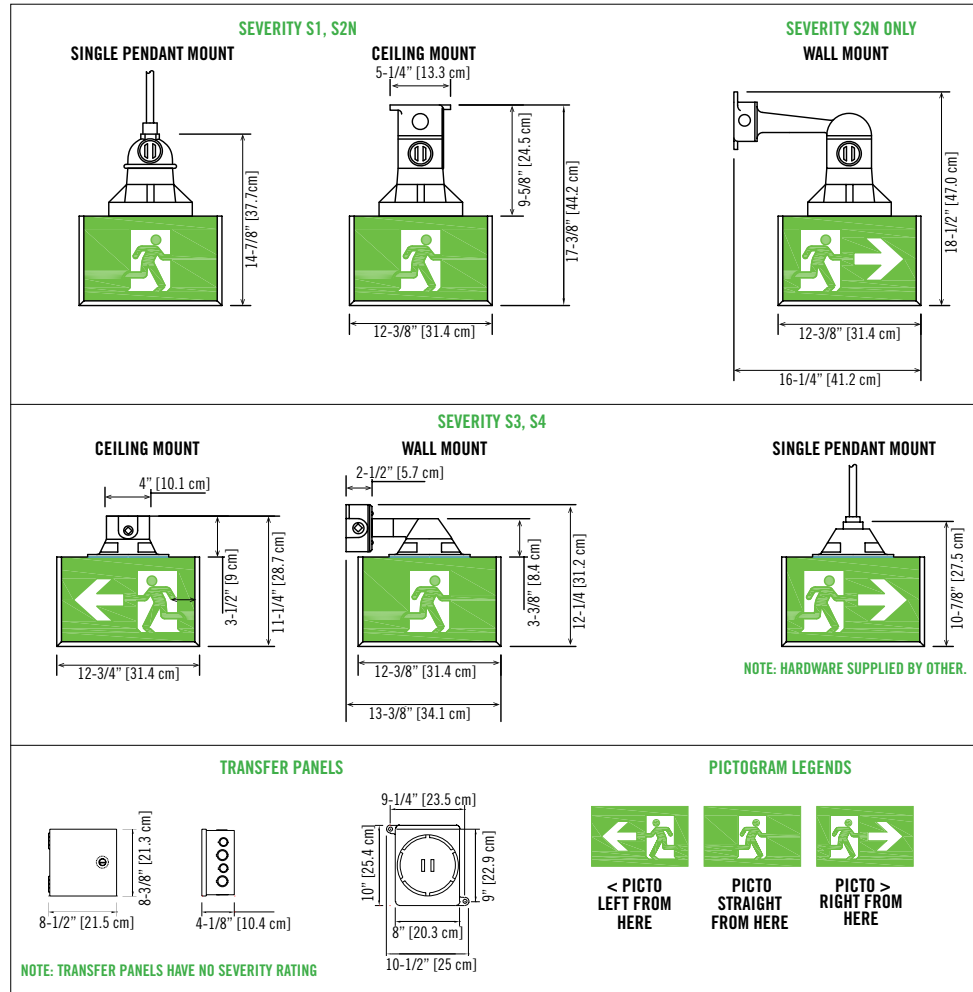 SEVERITY S1, S2N
SINGLE PENDANT MOUNT
14-7/8” [37.7cm]
CEILING MOUNT
5-1/4” [13.3 cm]
9-5/8” [24.5 cm]
17-3/8” [44.2 cm]
12-3/8” [31.4 cm]
SEVERITY S2N ONLY
WALL MOUNT
18-1/2” [47.0 cm]
12-3/8” [31.4 cm]
16-1/4” [41.2 cm]
SEVERITY S3, S4
CEILING MOUNT
4” [10.1 cm]
3-1/2” [9 cm]
11-1/4” [28.7 cm]
12-3/4” [31.4 cm]
WALL MOUNT
2-1/2” [5.7 cm]
3-3/8” [8.4 cm]
12-1/4 [31.2 cm]
12-3/8” [31.4 cm]
13-3/8” [34.1 cm]
SINGLE PENDANT MOUNT
10-7/8” [27.5 cm]
NOTE: HARDWARE SUPPLIED BY OTHER.
TRANSFER PANELS
8-3/8” [21.3 cm]
8-1/2” [21.5 cm]
4-1/8” [10.4 cm]
9-1/4” [23.5 cm]
10” [25.4 cm]
9” [22.9 cm]
8” [20.3 cm]
10-1/2” [25 cm]
NOTE: TRANSFER PANELS HAVE NO SEVERITY RATING
PICTOGRAM LEGENDS
< PICTO
LEFT FROM
HERE
PICTO
STRAIGHT
FROM HERE
PICTO >
RIGHT FROM
HERE